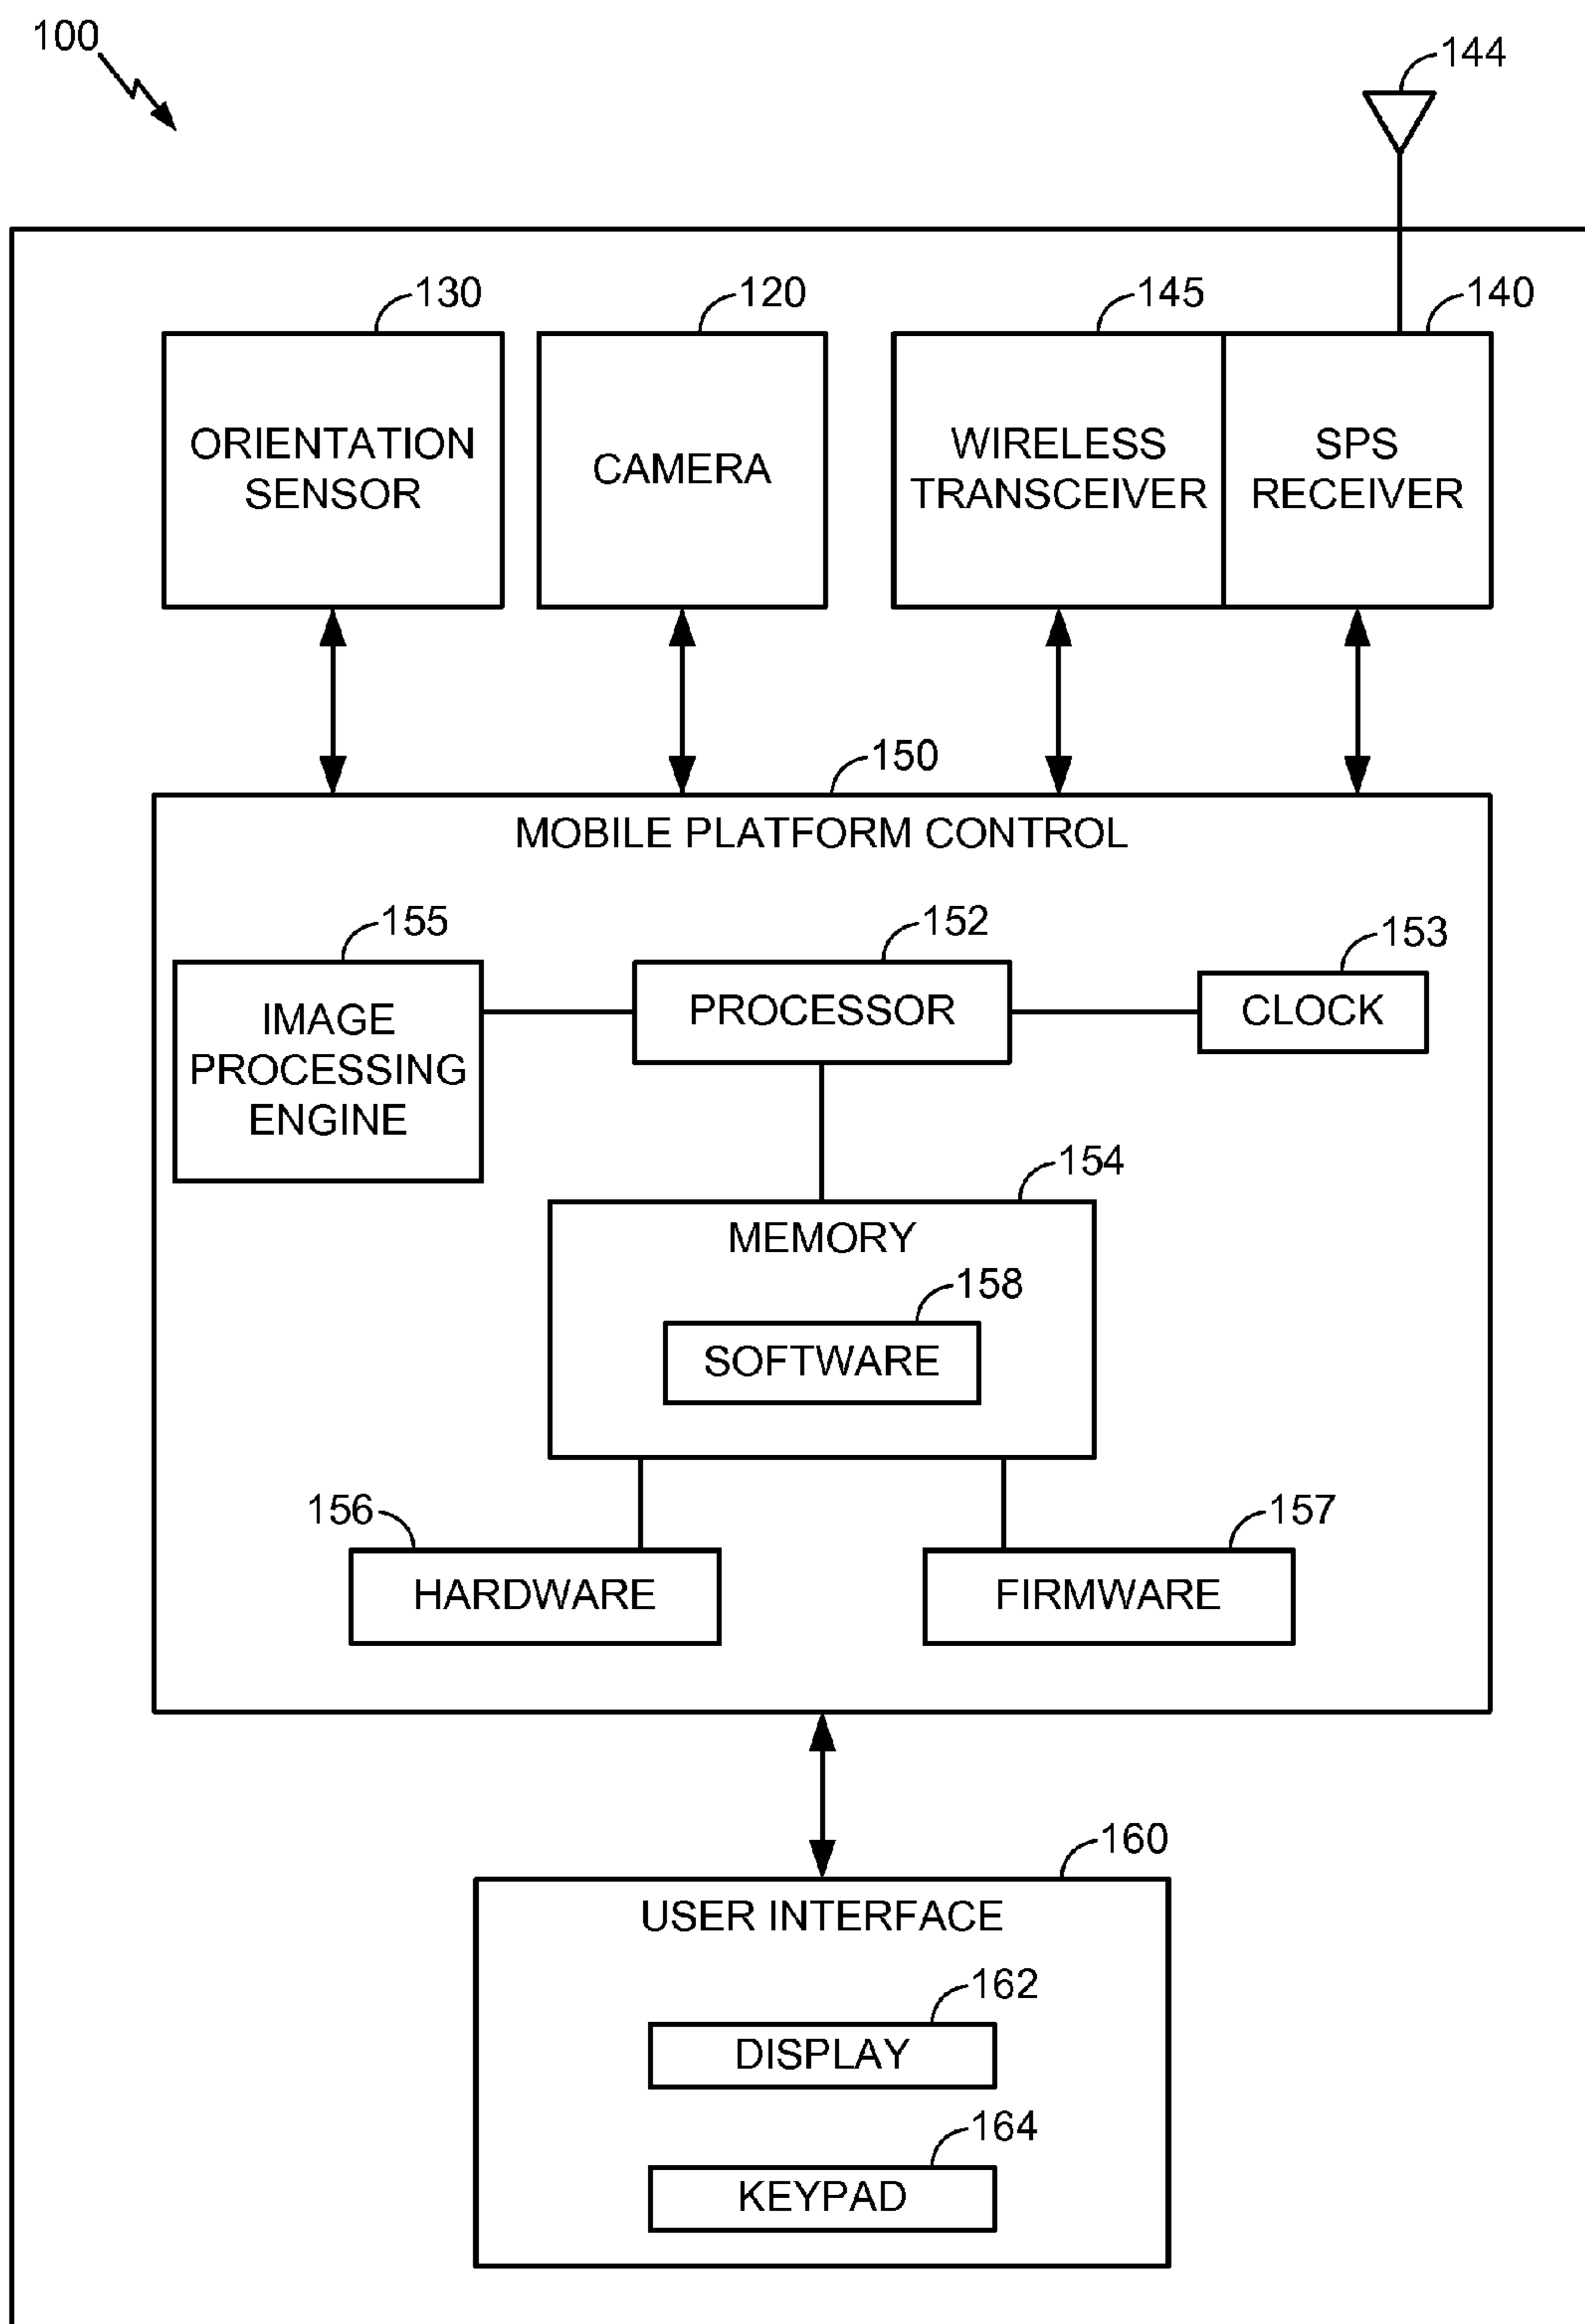 100
144
130
120
145
140
ORIENTATION
SENSOR
CAMERA
WIRELESS
TRANSCEIVER
SPS
RECEIVER
150
MOBILE PLATFORM CONTROL
155
152
153
IMAGE
PROCESSING
ENGINE
PROCESSOR
CLOCK
154
MEMORY
158
SOFTWARE
156
157
HARDWARE
FIRMWARE
160
USER INTERFACE
162
DISPLAY
164
KEYPAD